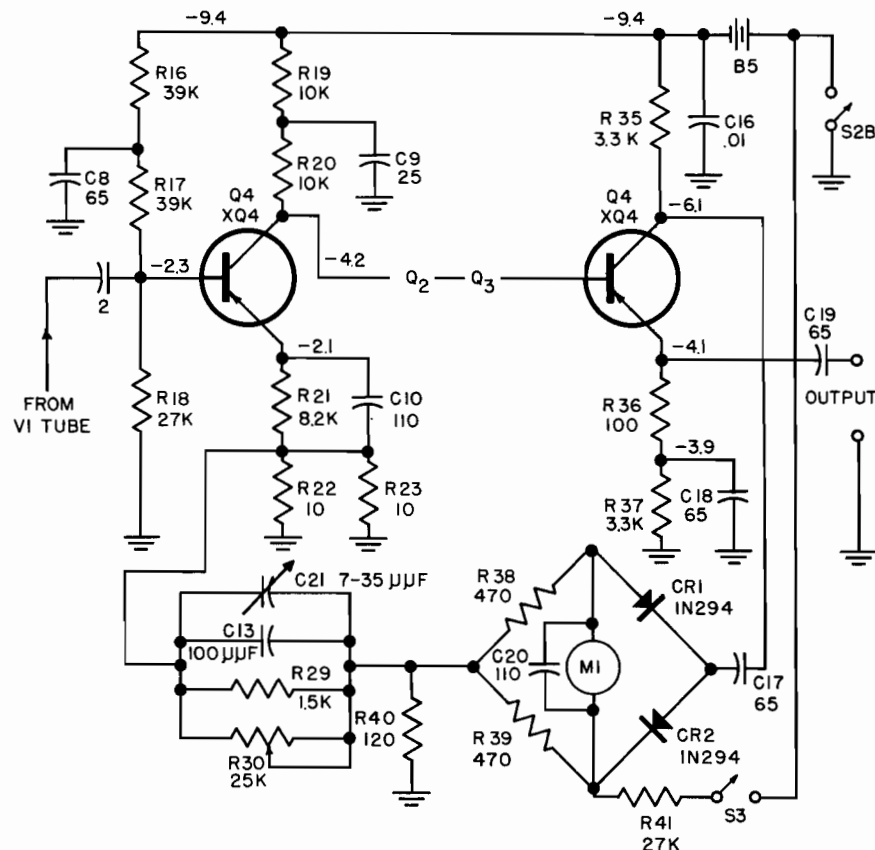 -9.4
-9.4
R16
39K
R19
10K
B5
R 35
3.3 K
C16
.01
S2B
C8
65
R17
39K
R20
10K
C9
25
Q4
XQ4
Q4
XQ4
-6.1
-2.3
-4.2
Q2
Q3
2
C19
65
-2.1
-4.1
FROM
V1 TUBE
R18
27K
R21
8.2K
C10
110
R36
100
OUTPUT
-3.9
R22
10
R23
10
R37
3.3K
C18
65
C21
7-35 μμF
R38
470
CR1
1N294
C13
100μμF
C20
110
M1
C17
65
R29
1.5K
R40
120
R39
470
CR2
1N294
R30
25K
S3
R41
27K